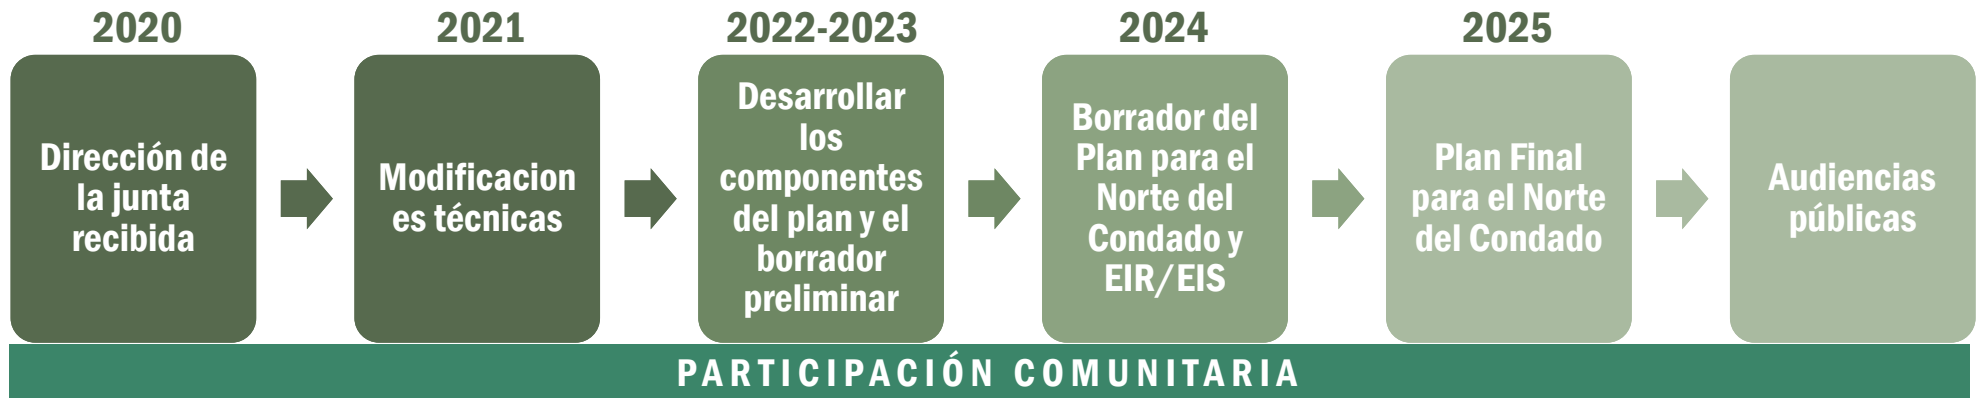 2020
Dirección de
la junta
recibida
2021
Modificacion
es técnicas
2022-2023
Desarrollar
los
componentes
del plan y el
borrador
preliminar
2024
Borrador del
Plan para el
Norte del
Condado y
EIR/EIS
2025
Plan Final
para el Norte
del Condado
Audiencias
públicas
PARTICIPACIÓN COMUNITARIA